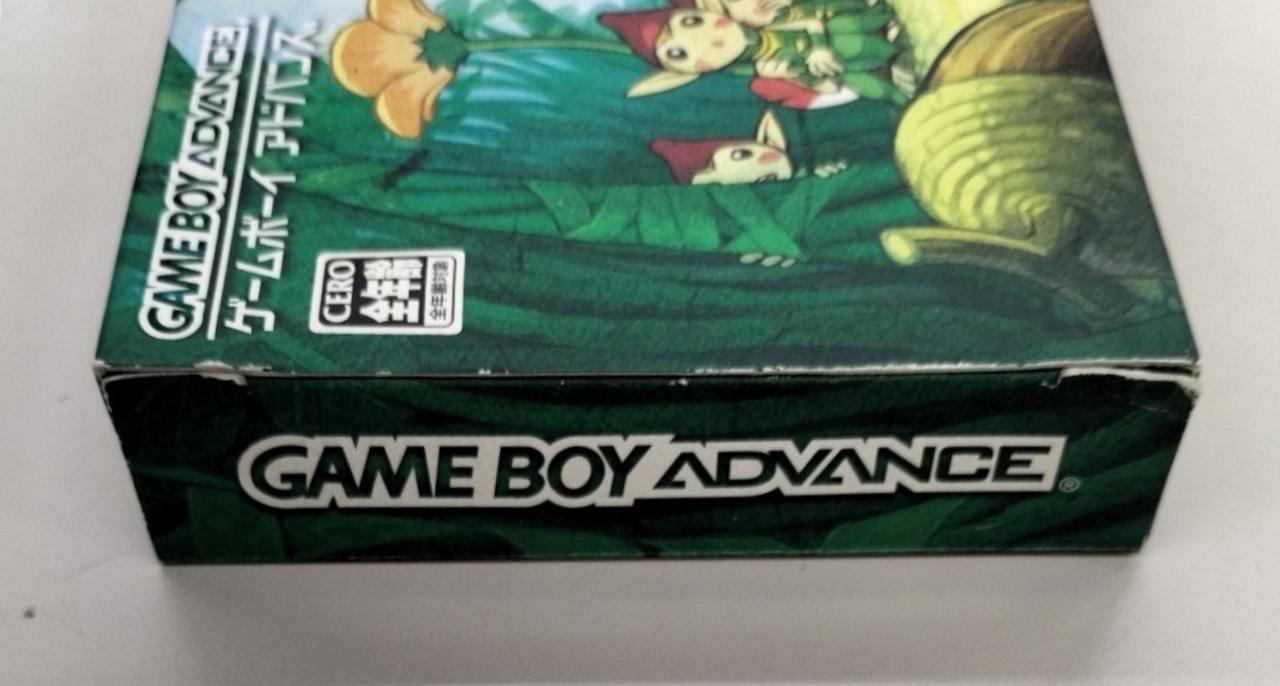 GAME BOY ADVANCE
ゲームボーイ アドバンス
CERO
全年齢
全年齢対象
GAME BOY ADVANCE®